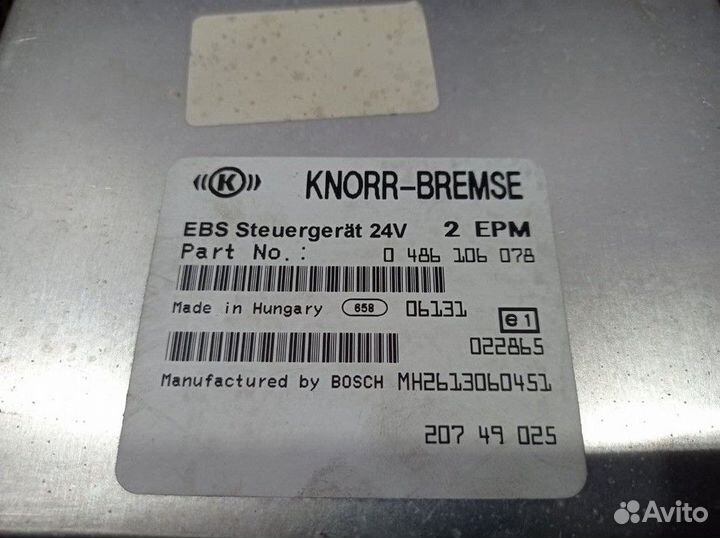 ((K)) KNORR-BREMSE
EBS Steuergerät 24V 2 EPM
Part No.: 0 486 106 078
Made in Hungary 658 06131 e1
022865
Manufactured by BOSCH MH2613060451
207 49 025
Avito